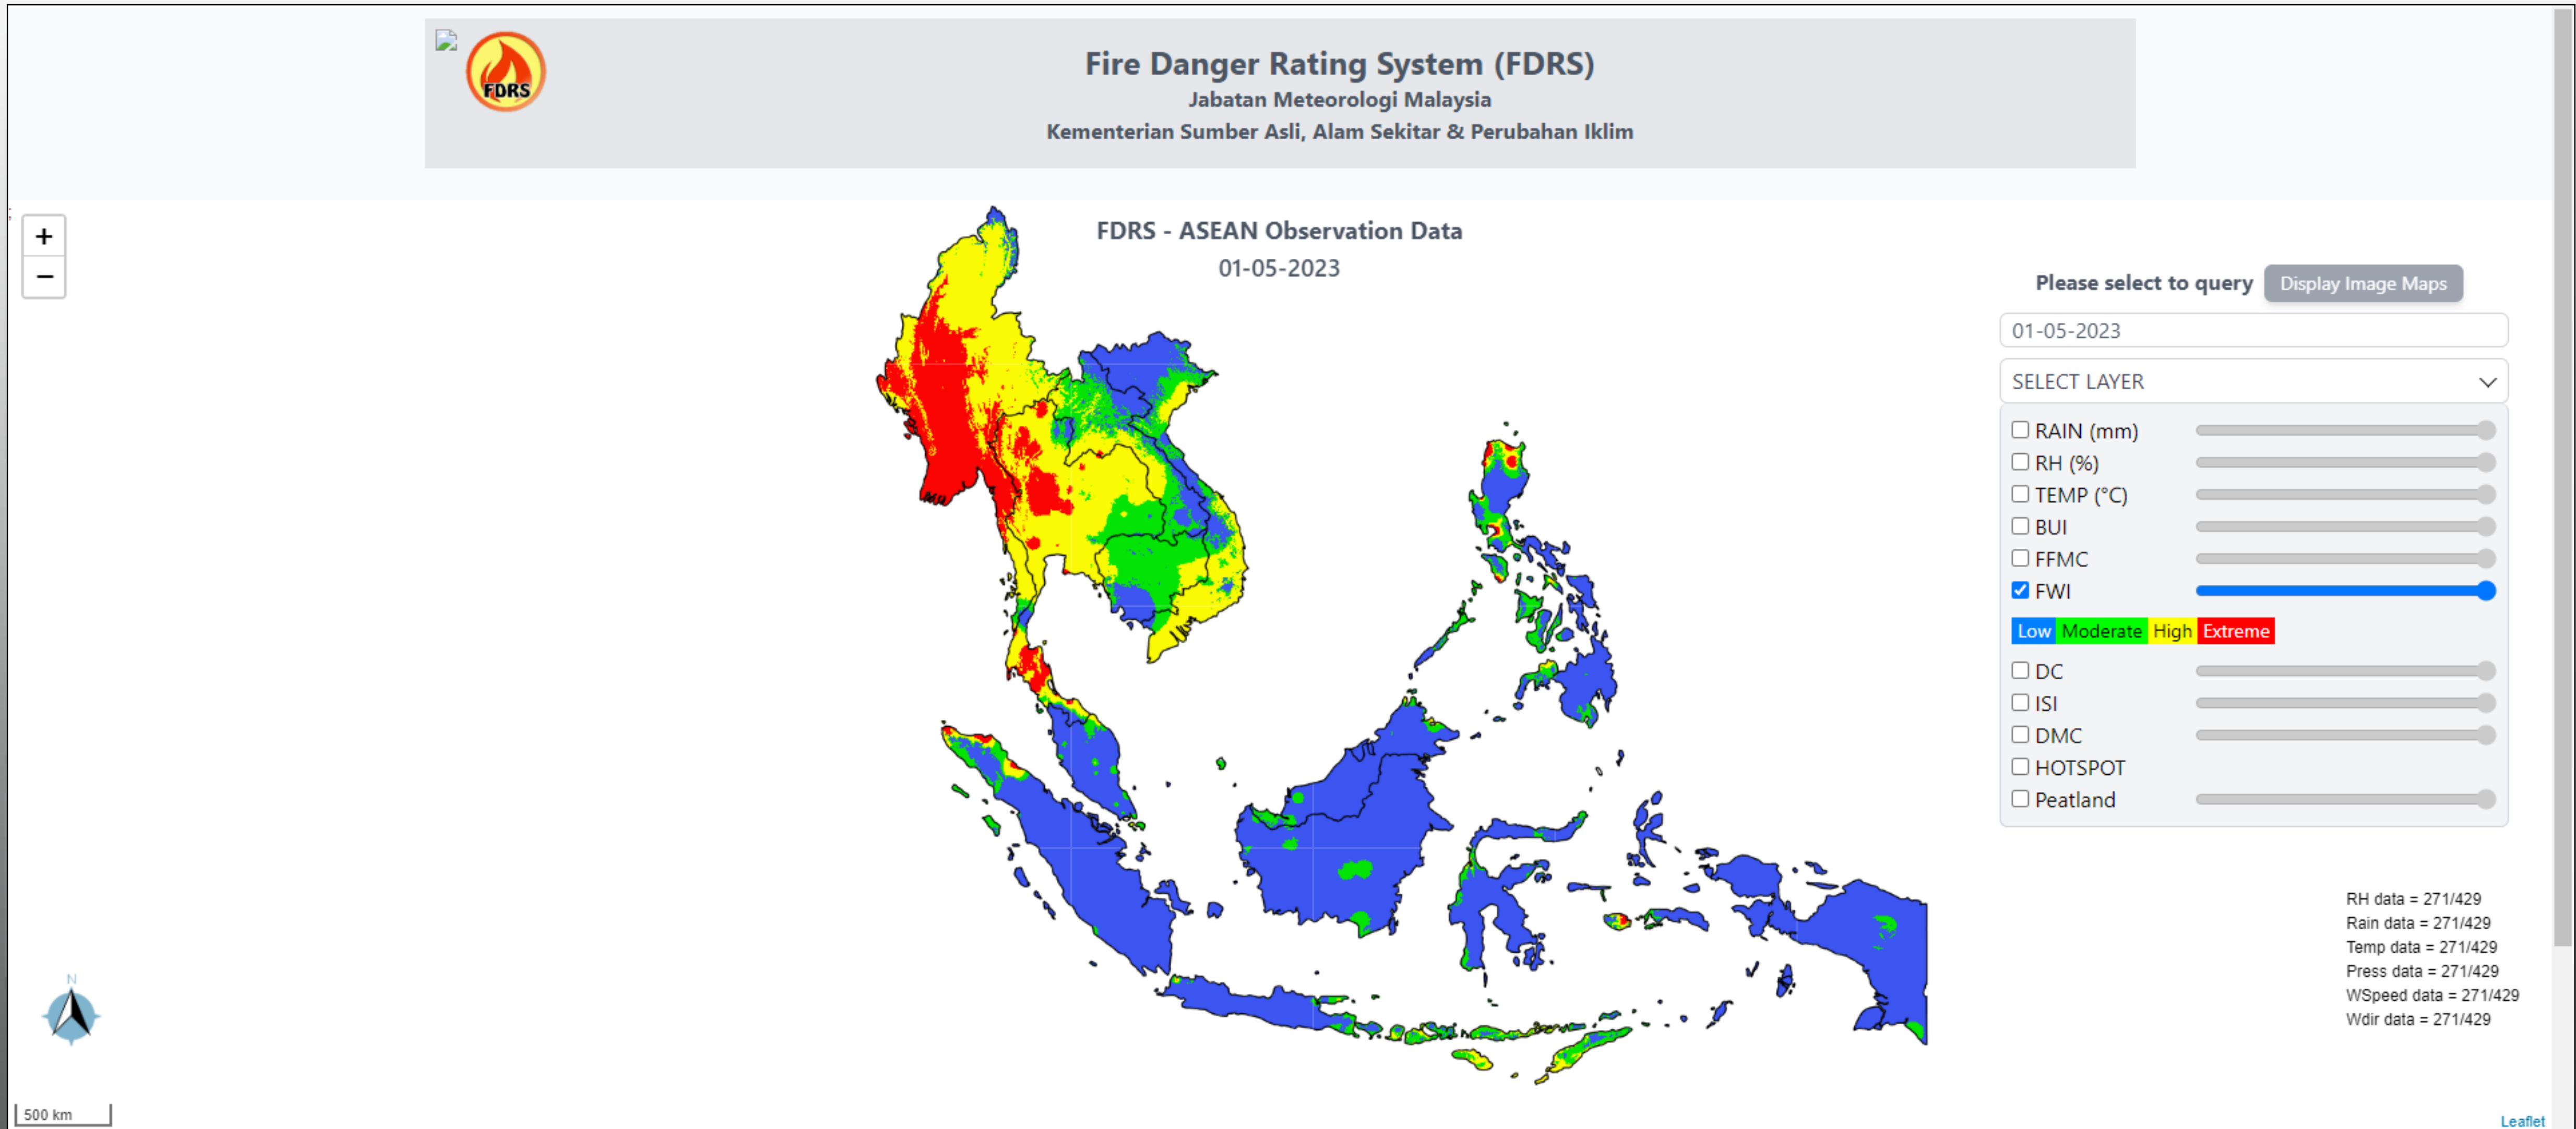 FDRS
Fire Danger Rating System (FDRS)
Jabatan Meteorologi Malaysia
Kementerian Sumber Asli, Alam Sekitar & Perubahan Iklim
;
+
−
FDRS - ASEAN Observation Data
01-05-2023
Please select to query
Display Image Maps
01-05-2023
SELECT LAYER
RAIN (mm)
RH (%)
TEMP (°C)
BUI
FFMC
FWI
Low Moderate High Extreme
DC
ISI
DMC
HOTSPOT
Peatland
RH data = 271/429
Rain data = 271/429
Temp data = 271/429
Press data = 271/429
WSpeed data = 271/429
Wdir data = 271/429
N
500 km
Leaflet